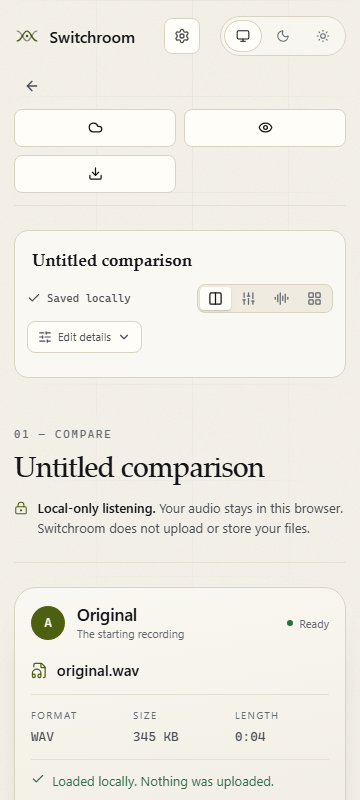 Switchroom
Untitled comparison
Saved locally
Edit details
01 — COMPARE
Untitled comparison
Local-only listening. Your audio stays in this browser.
Switchroom does not upload or store your files.
A
Original
The starting recording
Ready
original.wav
FORMAT SIZE LENGTH
WAV 345 KB 0:04
Loaded locally. Nothing was uploaded.